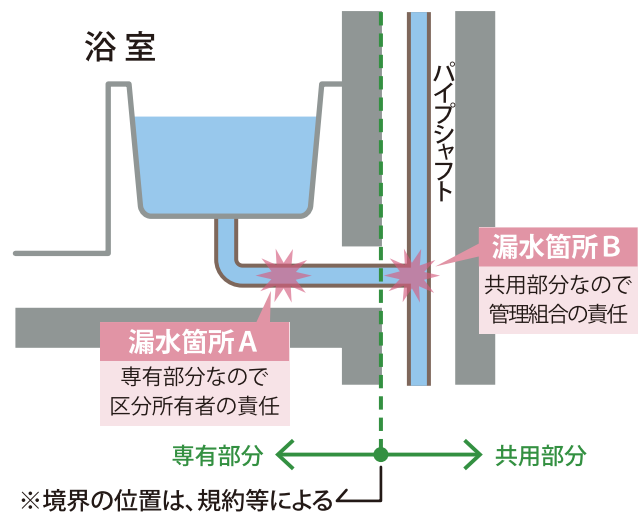 浴室
パイプシャフト
漏水箇所B
共用部分なので
管理組合の責任
漏水箇所A
専有部分なので
区分所有者の責任
専有部分
共用部分
※境界の位置は、規約等による